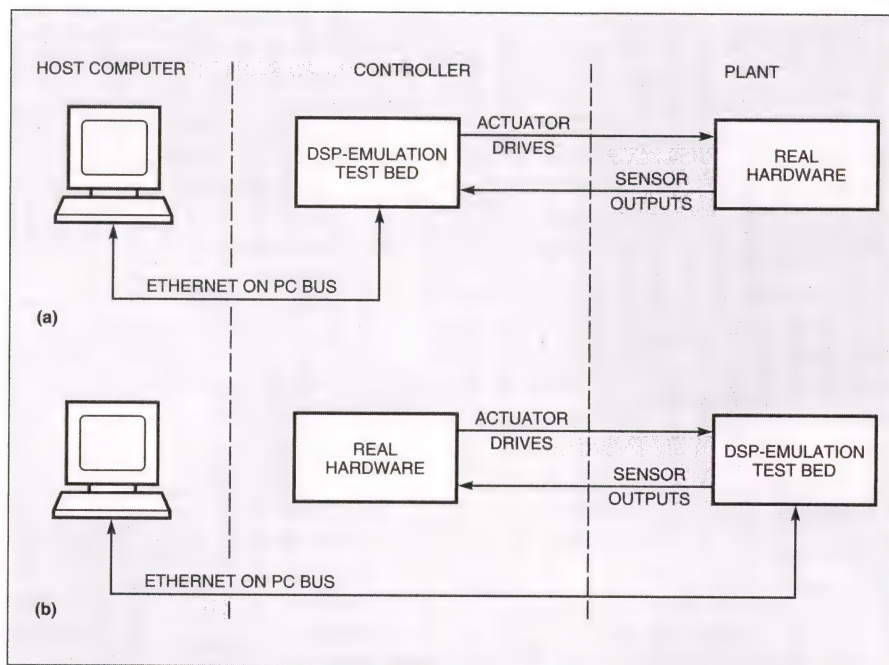 HOST COMPUTER
CONTROLLER
PLANT
DSP-EMULATION
TEST BED
ACTUATOR
DRIVES
SENSOR
OUTPUTS
REAL
HARDWARE
ETHERNET ON PC BUS
(a)
REAL
HARDWARE
ACTUATOR
DRIVES
SENSOR
OUTPUTS
DSP-EMULATION
TEST BED
ETHERNET ON PC BUS
(b)